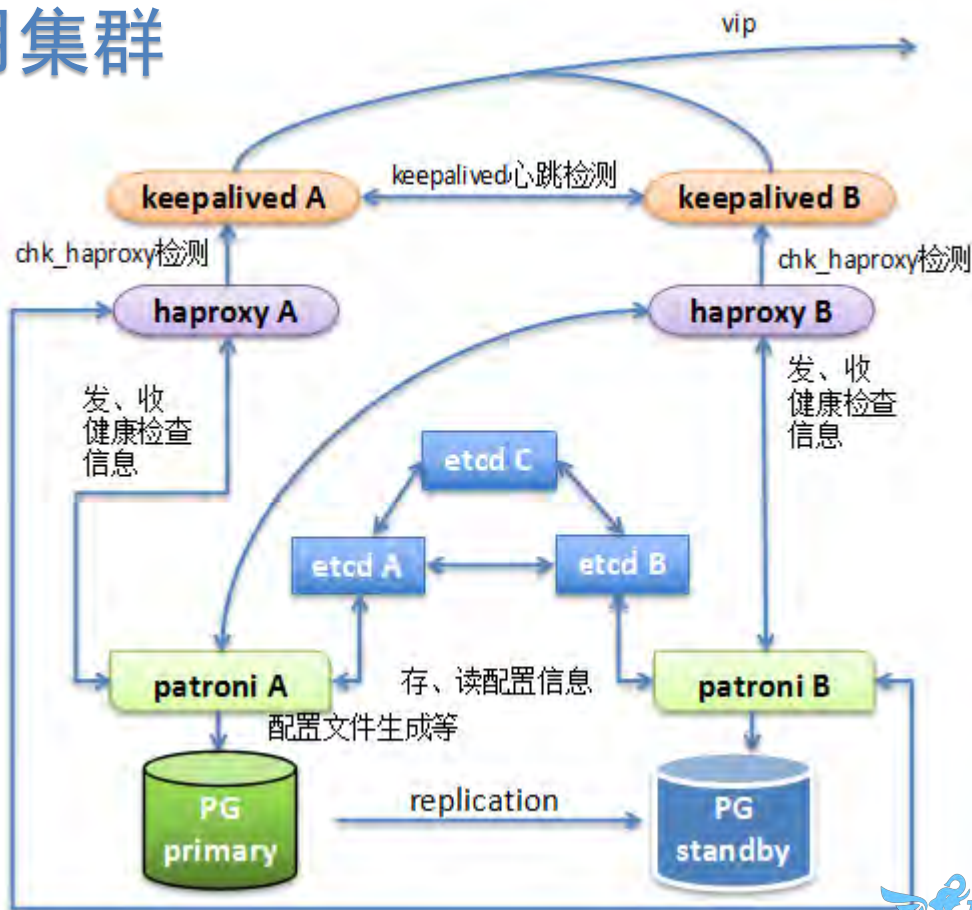 集群
vip
keepalived A
keepalived心跳检测
keepalived B
chk_haproxy检测
chk_haproxy检测
haproxy A
haproxy B
发、收
健康检查
信息
发、收
健康检查
信息
etcd C
etcd A
etcd B
patroni A
存、读配置信息
patroni B
配置文件生成等
PG
primary
replication
PG
standby